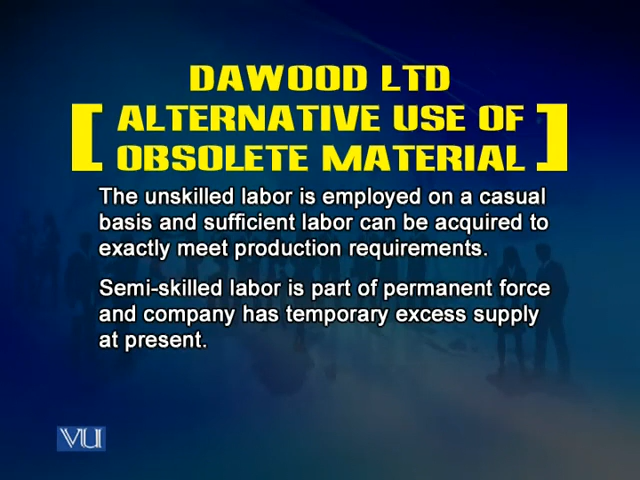 DAWOOD LTD
[ALTERNATIVE USE OF
OBSOLETE MATERIAL]
The unskilled labor is employed on a casual
basis and sufficient labor can be acquired to
exactly meet production requirements.
Semi-skilled labor is part of permanent force
and company has temporary excess supply
at present.
VU